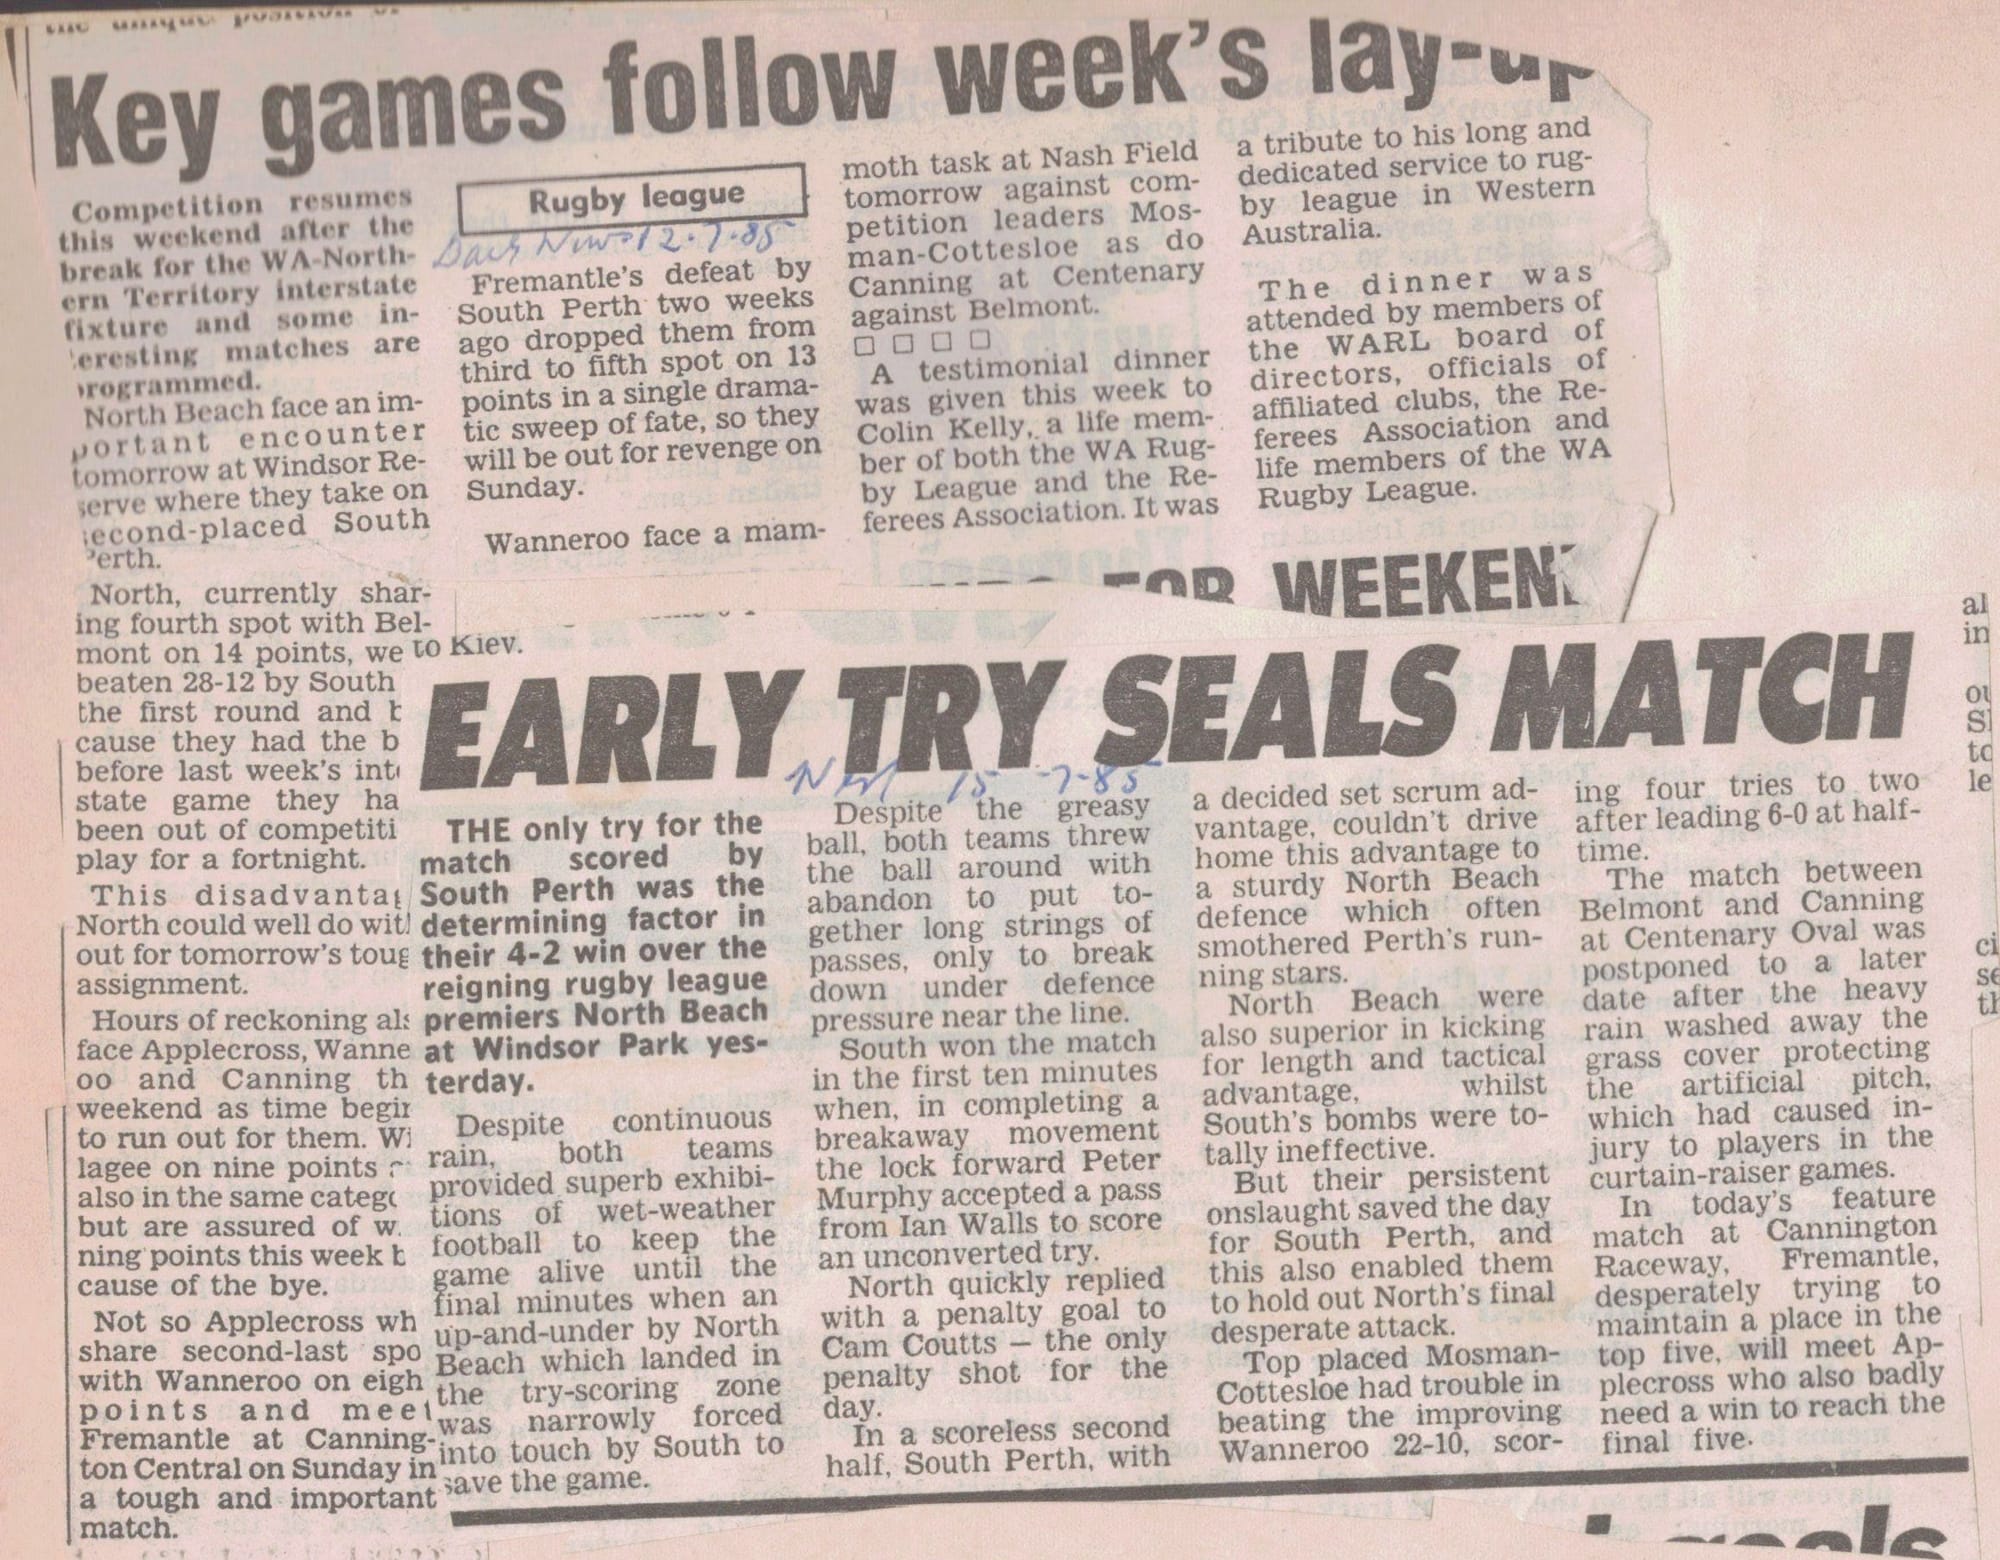 the unique position of
Key games follow week's lay-up
Competition resumes
this weekend after the
break for the WA-North-
ern Territory interstate
fixture and some in-
eresting matches are
rogrammed.
North Beach face an im-
portant encounter
tomorrow at Windsor Re-
serve where they take on
second-placed South
Perth.
North, currently shar-
ing fourth spot with Bel-
mont on 14 points, we
beaten 28-12 by South
the first round and b
cause they had the b
before last week's inte
state game they ha
been out of competiti
play for a fortnight.
This disadvantag
North could well do wit
out for tomorrow's toug
assignment.
Hours of reckoning als
face Applecross, Wanne
oo and Canning th
weekend as time begin
to run out for them. Wi
lagee on nine points
also in the same catego
but are assured of w
ning points this week b
cause of the bye.
Not so Applecross wh
share second-last spo
with Wanneroo on eigh
points and meet
Fremantle at Canning-
ton Central on Sunday in
a tough and important
match.
Rugby league
Daily News 12.7.85
Fremantle's defeat by
South Perth two weeks
ago dropped them from
third to fifth spot on 13
points in a single drama-
tic sweep of fate, so they
will be out for revenge on
Sunday.
Wanneroo face a mam-
moth task at Nash Field
tomorrow against com-
petition leaders Mos-
man-Cottesloe as do
Canning at Centenary
against Belmont.
□ □ □ □
A testimonial dinner
was given this week to
Colin Kelly, a life mem-
ber of both the WA Rug-
by League and the Re-
ferees Association. It was
a tribute to his long and
dedicated service to rug-
by league in Western
Australia.
The dinner was
attended by members of
the WARL board of
directors, officials of
affiliated clubs, the Re-
ferees Association and
life members of the WA
Rugby League.
FOR WEEKEN
to Kiev.
EARLY TRY SEALS MATCH
15-7-85
THE only try for the
match scored by
South Perth was the
determining factor in
their 4-2 win over the
reigning rugby league
premiers North Beach
at Windsor Park yes-
terday.
Despite continuous
rain, both teams
provided superb exhibi-
tions of wet-weather
football to keep the
game alive until the
final minutes when an
up-and-under by North
Beach which landed in
the try-scoring zone
was narrowly forced
into touch by South to
save the game.
Despite the greasy
ball, both teams threw
the ball around with
abandon to put to-
gether long strings of
passes, only to break
down under defence
pressure near the line.
South won the match
in the first ten minutes
when, in completing a
breakaway movement
the lock forward Peter
Murphy accepted a pass
from Ian Walls to score
an unconverted try.
North quickly replied
with a penalty goal to
Cam Coutts — the only
penalty shot for the
day.
In a scoreless second
half, South Perth, with
a decided set scrum ad-
vantage, couldn't drive
home this advantage to
a sturdy North Beach
defence which often
smothered Perth's run-
ning stars.
North Beach were
also superior in kicking
for length and tactical
advantage, whilst
South's bombs were to-
tally ineffective.
But their persistent
onslaught saved the day
for South Perth, and
this also enabled them
to hold out North's final
desperate attack.
Top placed Mosman-
Cottesloe had trouble in
beating the improving
Wanneroo 22-10, scor-
ing four tries to two
after leading 6-0 at half-
time.
The match between
Belmont and Canning
at Centenary Oval was
postponed to a later
date after the heavy
rain washed away the
grass cover protecting
the artificial pitch,
which had caused in-
jury to players in the
curtain-raiser games.
In today's feature
match at Cannington
Raceway, Fremantle,
desperately trying to
maintain a place in the
top five, will meet Ap-
plecross who also badly
need a win to reach the
final five.
al
in
to
le
ci
se
th
goals